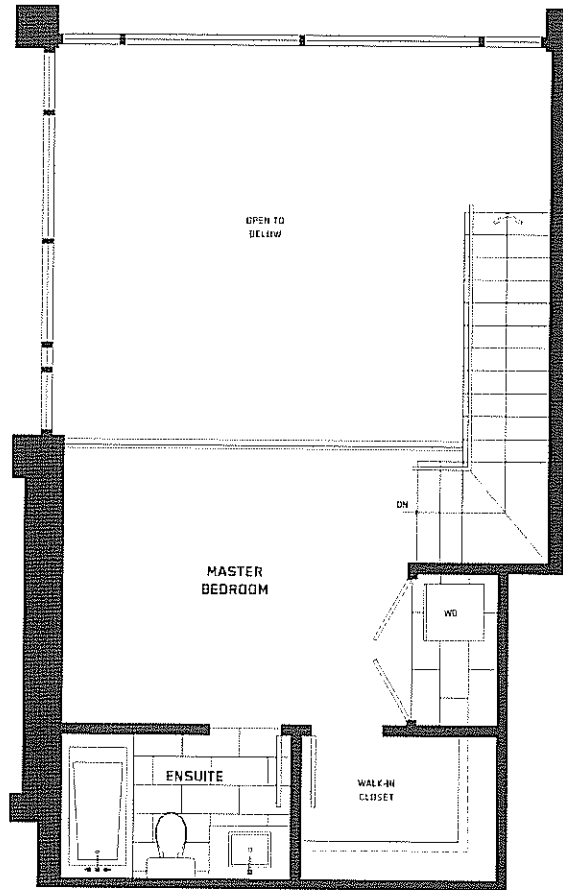 OPEN TO
BELOW
DN
MASTER
BEDROOM
WD
ENSUITE
WALK-IN
CLOSET